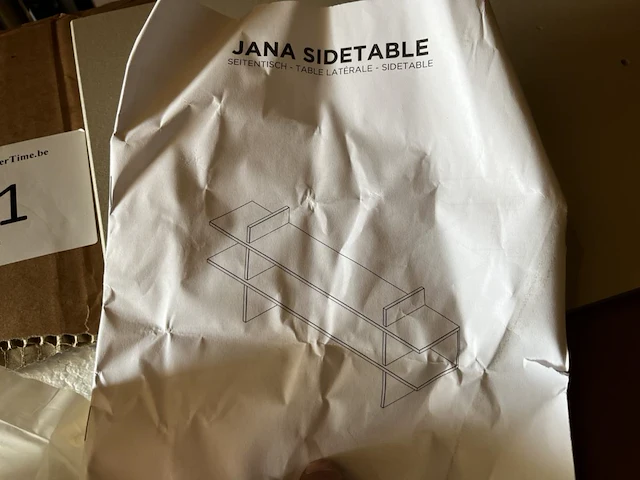 JANA SIDETABLE
SEITENTISCH - TABLE LATÉRALE - SIDETABLE
erTime.be
1